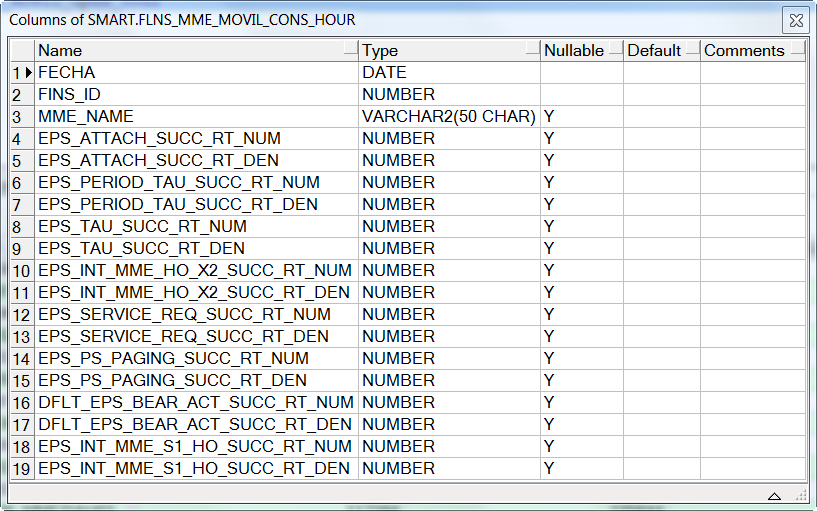 Columns of SMART.FLNS_MME_MOVIL_CONS_HOUR
Name Type Nullable Default Comments
1 FECHA DATE
2 FINS_ID NUMBER
3 MME_NAME VARCHAR2(50 CHAR) Y
4 EPS_ATTACH_SUCC_RT_NUM NUMBER Y
5 EPS_ATTACH_SUCC_RT_DEN NUMBER Y
6 EPS_PERIOD_TAU_SUCC_RT_NUM NUMBER Y
7 EPS_PERIOD_TAU_SUCC_RT_DEN NUMBER Y
8 EPS_TAU_SUCC_RT_NUM NUMBER Y
9 EPS_TAU_SUCC_RT_DEN NUMBER Y
10 EPS_INT_MME_HO_X2_SUCC_RT_NUM NUMBER Y
11 EPS_INT_MME_HO_X2_SUCC_RT_DEN NUMBER Y
12 EPS_SERVICE_REQ_SUCC_RT_NUM NUMBER Y
13 EPS_SERVICE_REQ_SUCC_RT_DEN NUMBER Y
14 EPS_PS_PAGING_SUCC_RT_NUM NUMBER Y
15 EPS_PS_PAGING_SUCC_RT_DEN NUMBER Y
16 DFLT_EPS_BEAR_ACT_SUCC_RT_NUM NUMBER Y
17 DFLT_EPS_BEAR_ACT_SUCC_RT_DEN NUMBER Y
18 EPS_INT_MME_S1_HO_SUCC_RT_NUM NUMBER Y
19 EPS_INT_MME_S1_HO_SUCC_RT_DEN NUMBER Y